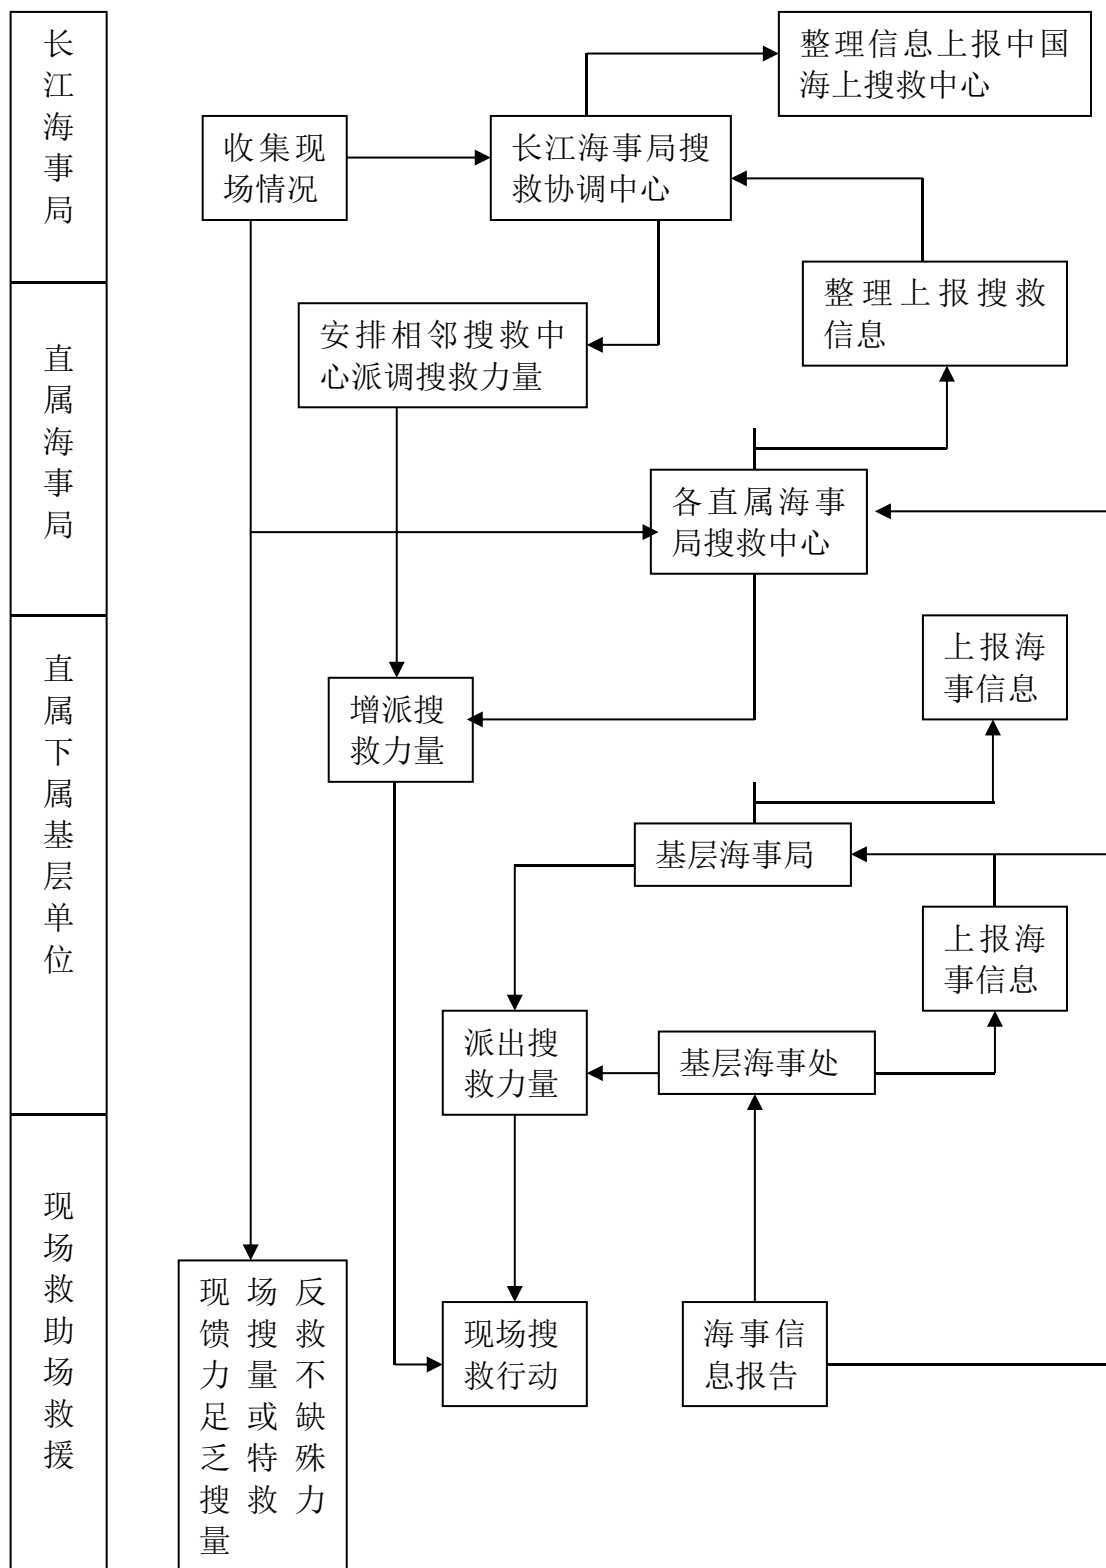 长
江
海
事
局
整理信息上报中国
海上搜救中心
收集现
场情况
长江海事局搜
救协调中心
整理上报搜救
信息
直
属
海
事
局
安排相邻搜救中
心派调搜救力量
各直属海事
局搜救中心
直
属
下
属
基
层
单
位
上报海
事信息
增派搜
救力量
基层海事局
上报海
事信息
派出搜
救力量
基层海事处
现
场
救
助
场
救
援
现场反
馈搜救
力量不
足或缺
乏特殊
搜救力
量
现场搜
救行动
海事信
息报告